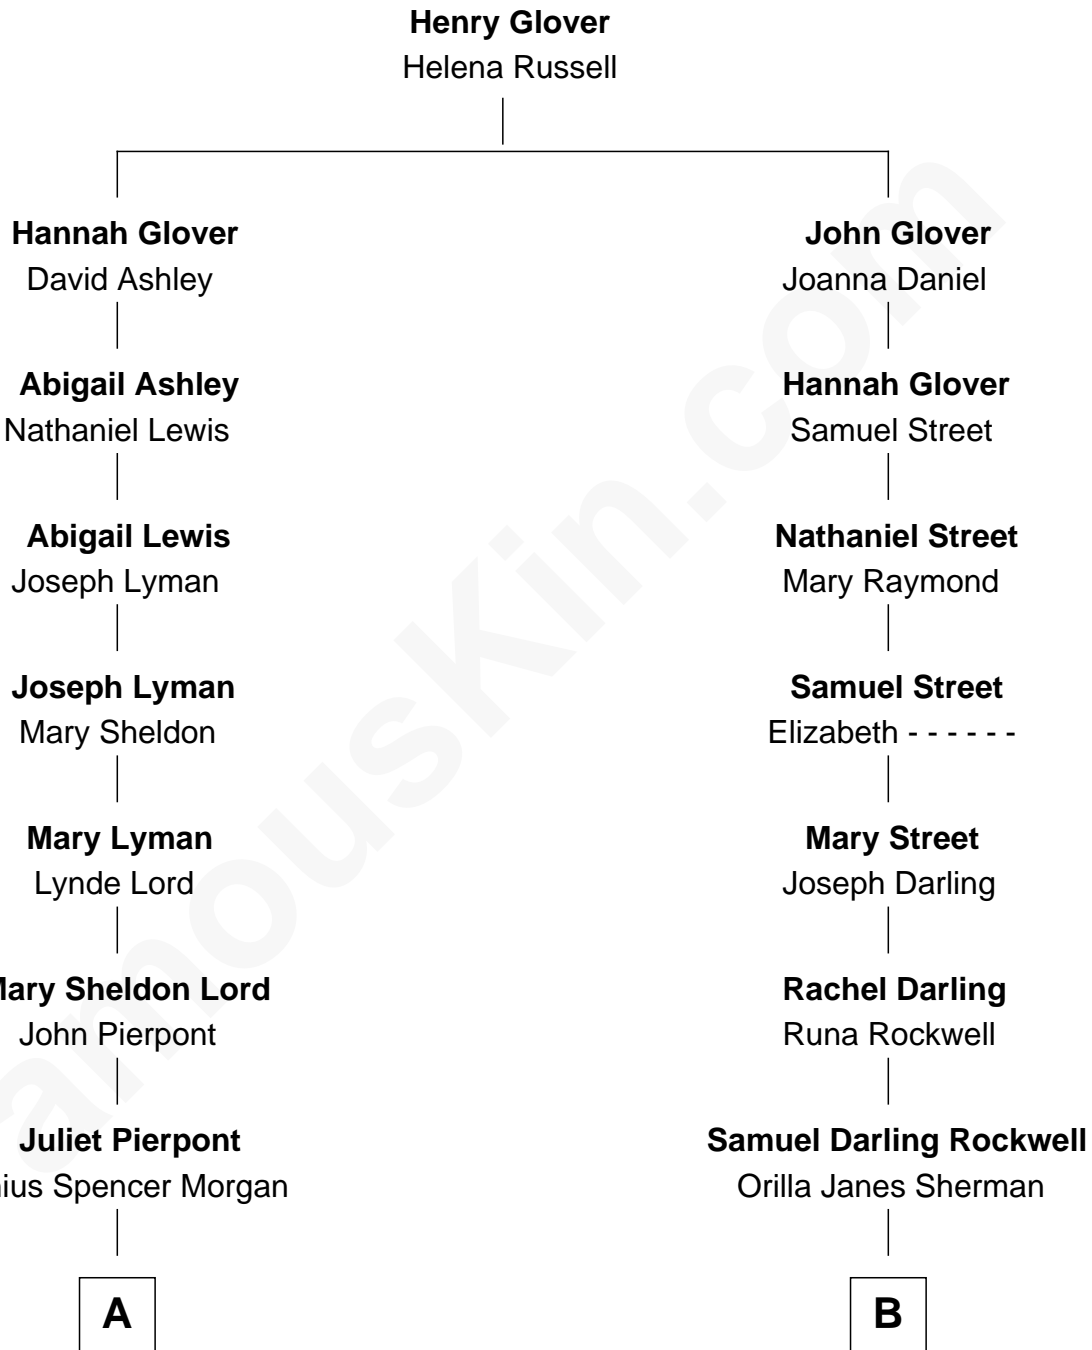 Henry Glover
Helena Russell
Hannah Glover
David Ashley
John Glover
Joanna Daniel
Abigail Ashley
Nathaniel Lewis
Hannah Glover
Samuel Street
Abigail Lewis
Joseph Lyman
Nathaniel Street
Mary Raymond
Joseph Lyman
Mary Sheldon
Samuel Street
Elizabeth - - - - - -
Mary Lyman
Lynde Lord
Mary Street
Joseph Darling
Mary Sheldon Lord
John Pierpont
Rachel Darling
Runa Rockwell
Juliet Pierpont
Spencer Morgan
Samuel Darling Rockwell
Orilla Janes Sherman
A
B
amouskin.com